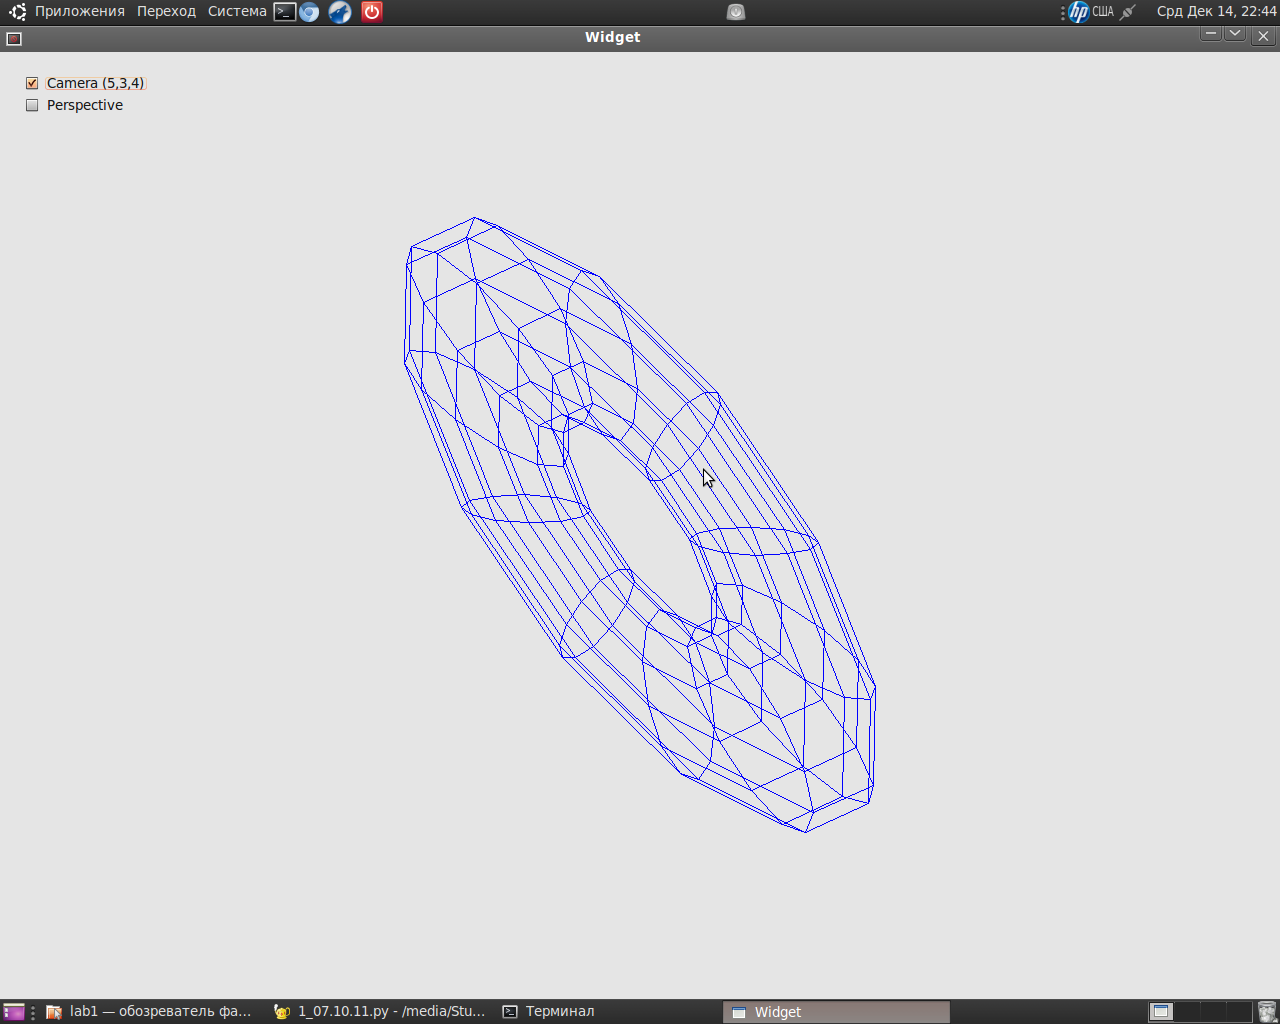 Приложения Переход Система США Срд Дек 14, 22:44
Widget
Camera (5,3,4)
Perspective
lab1 — обозреватель фа... 1_07.10.11.py - /media/Stu... Терминал Widget